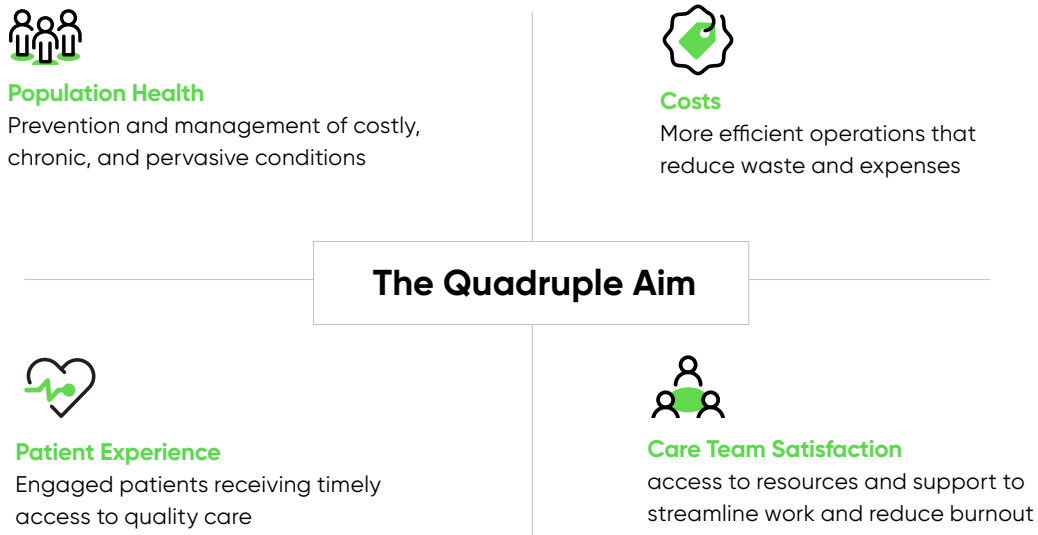 Population Health
Prevention and management of costly,
chronic, and pervasive conditions
Costs
More efficient operations that
reduce waste and expenses
The Quadruple Aim
Patient Experience
Engaged patients receiving timely
access to quality care
Care Team Satisfaction
access to resources and support to
streamline work and reduce burnout